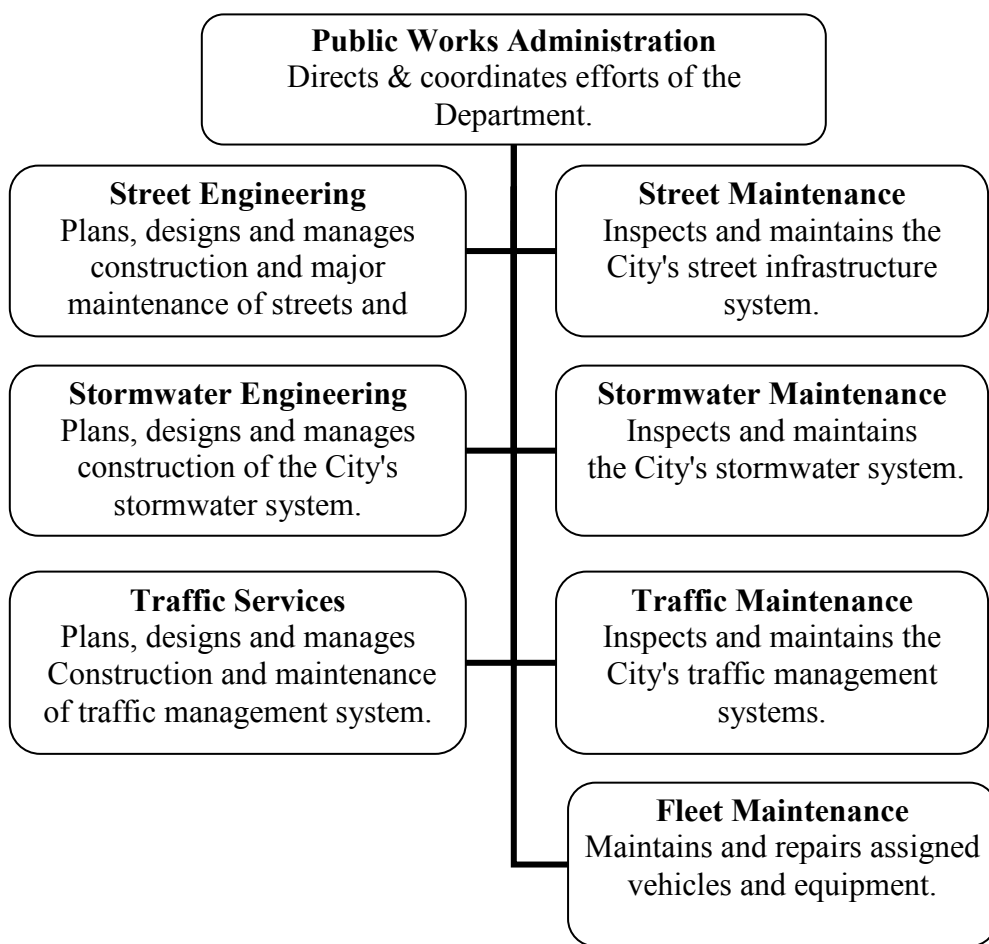 Public Works Administration
Directs & coordinates efforts of the
Department.
Street Engineering
Plans, designs and manages
construction and major
maintenance of streets and
Street Maintenance
Inspects and maintains the
City's street infrastructure
system.
Stormwater Engineering
Plans, designs and manages
construction of the City's
stormwater system.
Stormwater Maintenance
Inspects and maintains
the City's stormwater system.
Traffic Services
Plans, designs and manages
Construction and maintenance
of traffic management system.
Traffic Maintenance
Inspects and maintains the
City's traffic management
systems.
Fleet Maintenance
Maintains and repairs assigned
vehicles and equipment.